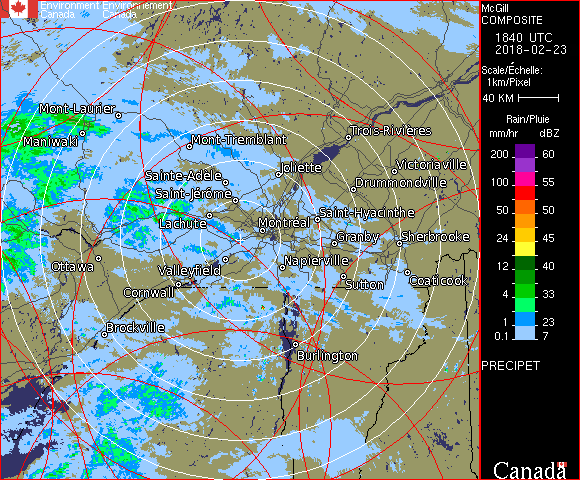 Environment Environnement
Canada Canada
McGill
COMPOSITE
1840 UTC
2018-02-23
Scale/Échelle:
1km/Pixel
40 KM
Rain/Pluie
mm/hr dBZ
200 60
100 55
50 50
24 45
12 40
4 33
2 23
0.1 7
PRECIPET
Canada
Mont-Laurier
Maniwaki
Mont-Tremblant
Trois-Rivières
Joliette
Victoriaville
Sainte-Adèle
Drummondville
Saint-Jérôme
Saint-Hyacinthe
Lachute
Montréal
Granby
Sherbrooke
Ottawa
Valleyfield
Napierville
Cornwall
Sutton
Coaticook
Brockville
Burlington